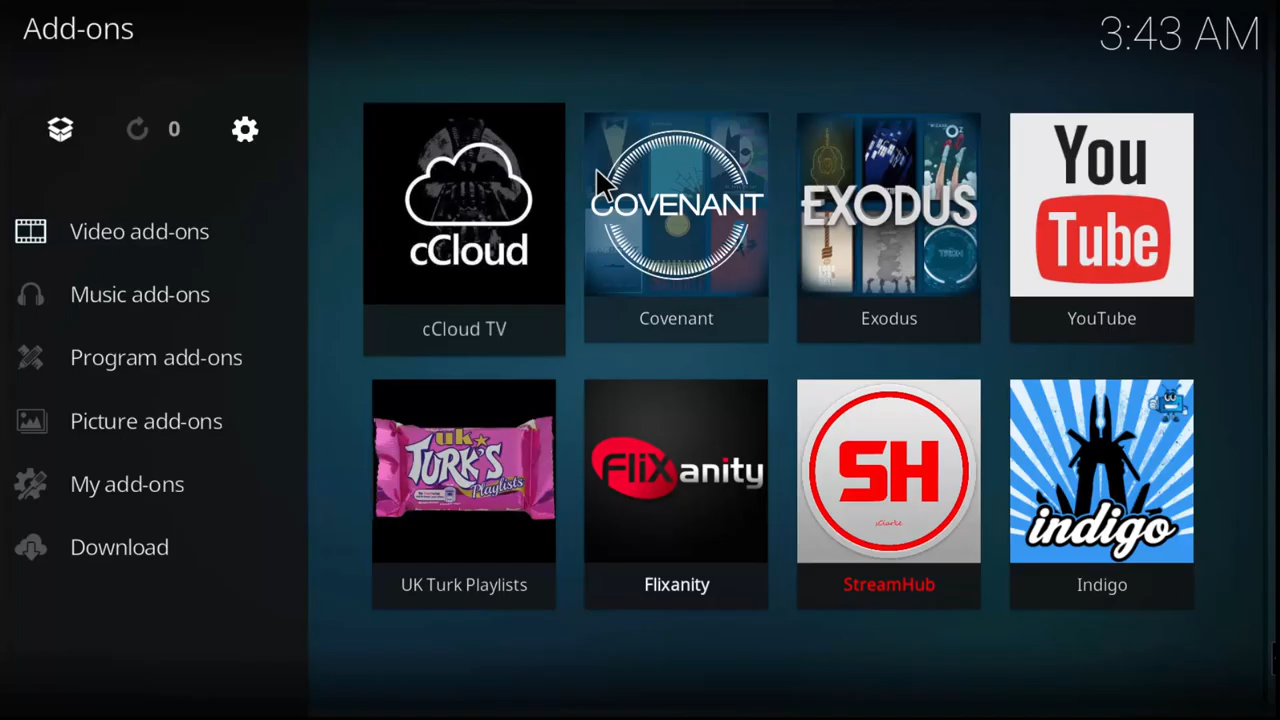 Add-ons
3:43 AM
0
Video add-ons
Music add-ons
Program add-ons
Picture add-ons
My add-ons
Download
cCloud
cCloud TV
COVENANT
Covenant
EXODUS
Exodus
You
Tube
YouTube
uk
TURK'S
Playlists
UK Turk Playlists
FliXanity
Flixanity
SH
StreamHub
indigo
Indigo